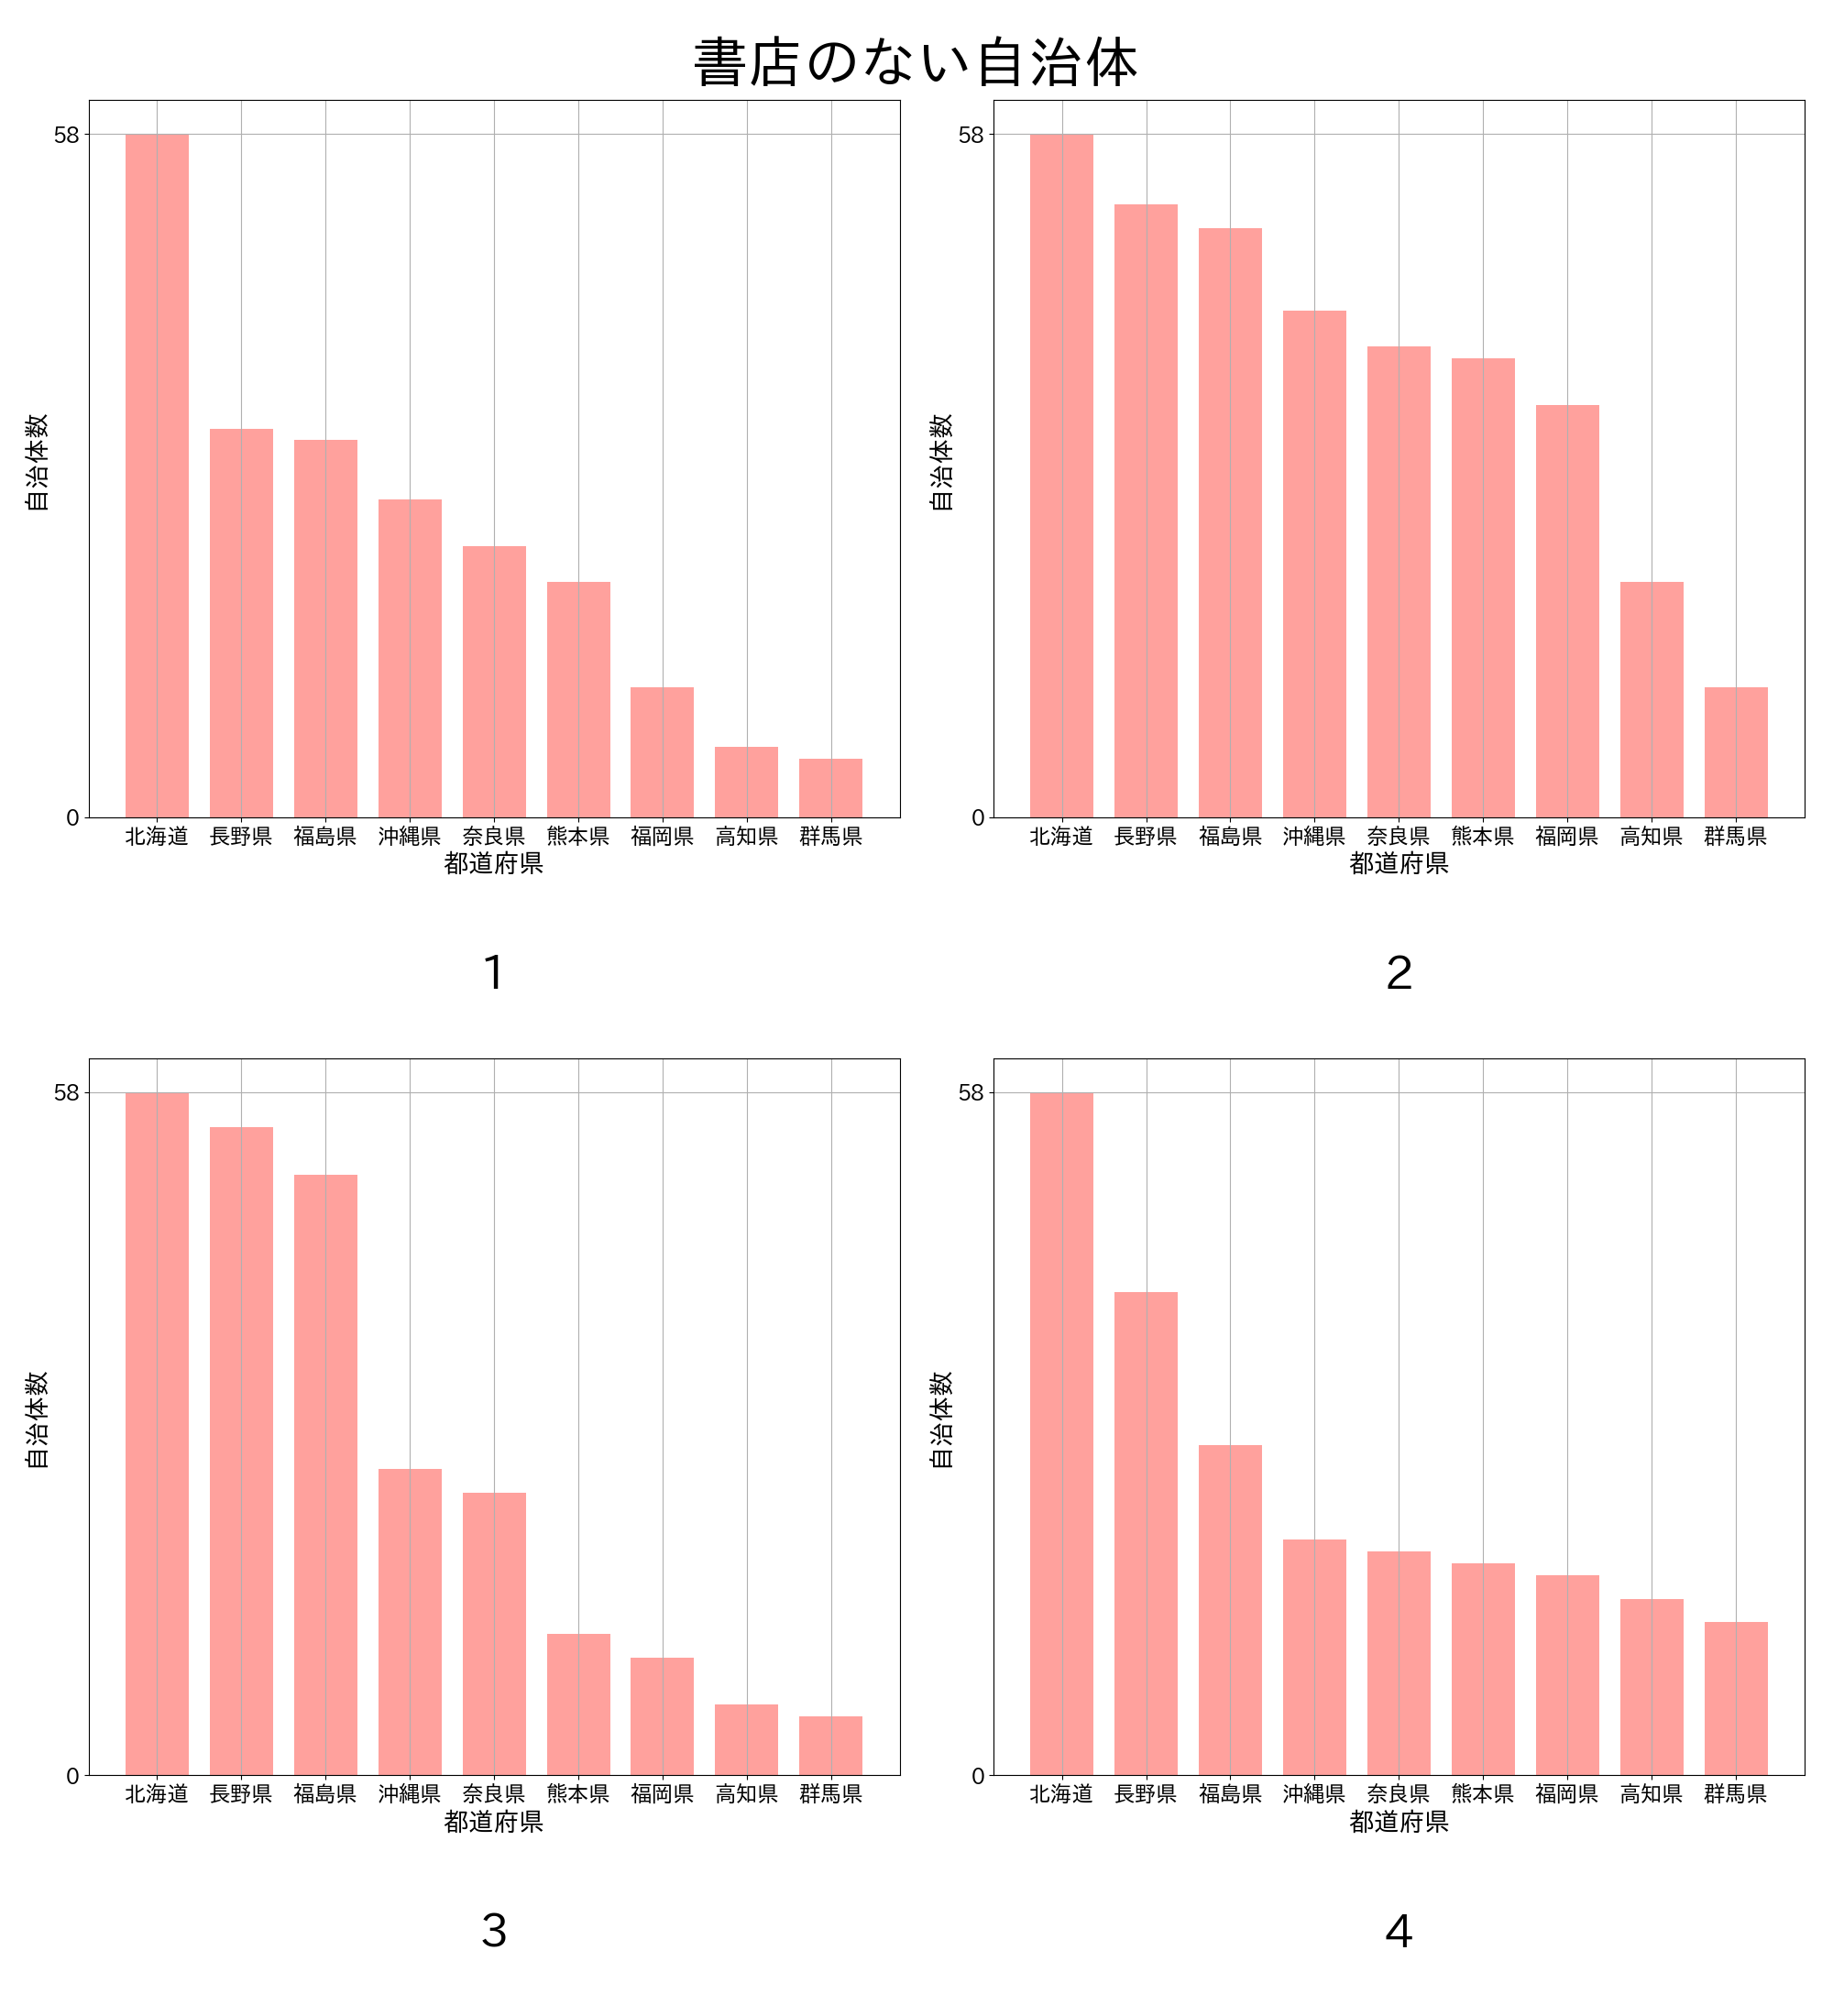 書店のない自治体
58
0
自治体数
北海道 長野県 福島県 沖縄県 奈良県 熊本県 福岡県 高知県 群馬県
都道府県
1
58
0
自治体数
北海道 長野県 福島県 沖縄県 奈良県 熊本県 福岡県 高知県 群馬県
都道府県
2
58
0
自治体数
北海道 長野県 福島県 沖縄県 奈良県 熊本県 福岡県 高知県 群馬県
都道府県
3
58
0
自治体数
北海道 長野県 福島県 沖縄県 奈良県 熊本県 福岡県 高知県 群馬県
都道府県
4